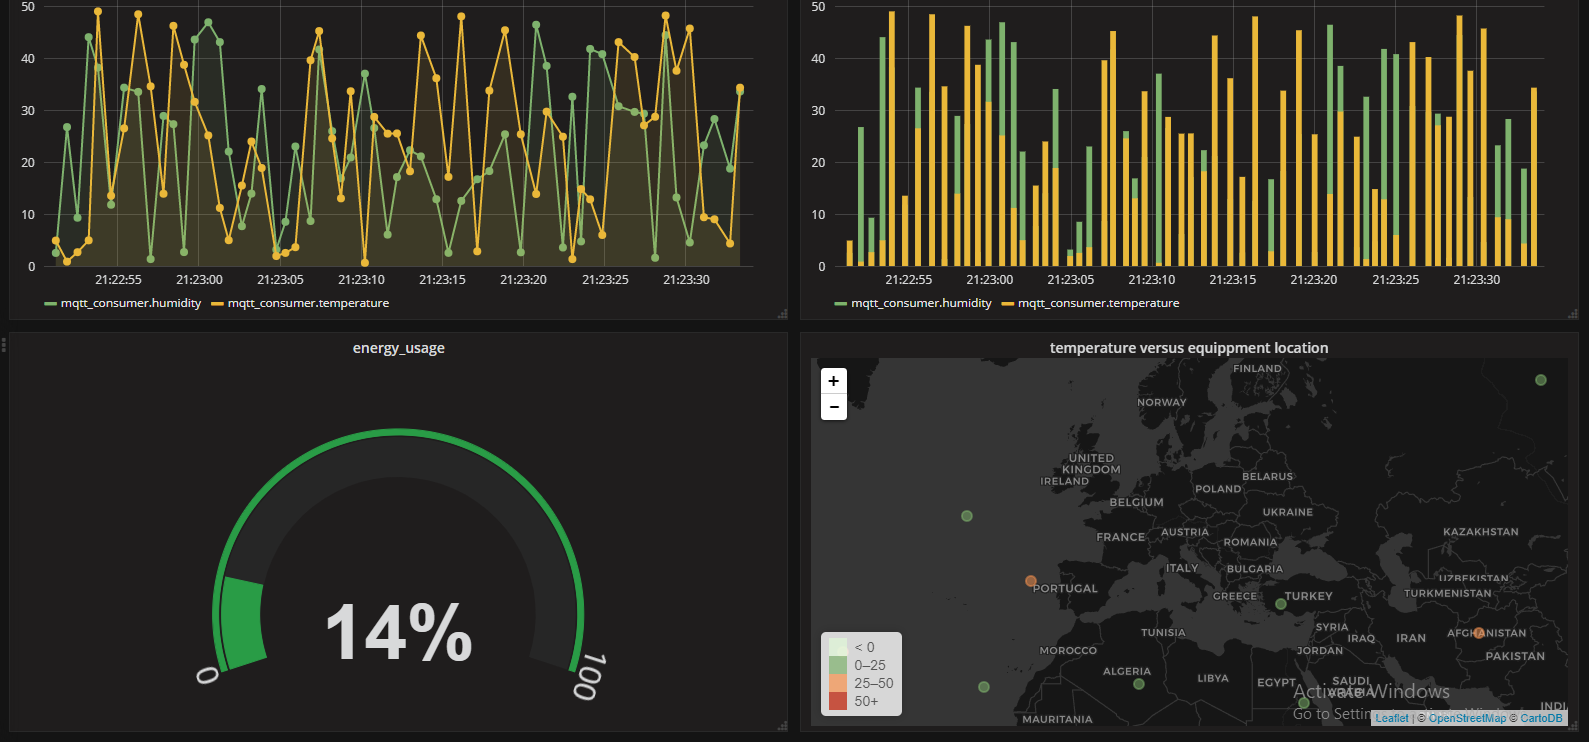 50
40
30
20
10
0
21:22:55 21:23:00 21:23:05 21:23:10 21:23:15 21:23:20 21:23:25 21:23:30
mqtt_consumer.humidity mqtt_consumer.temperature
50
40
30
20
10
0
21:22:55 21:23:00 21:23:05 21:23:10 21:23:15 21:23:20 21:23:25 21:23:30
mqtt_consumer.humidity mqtt_consumer.temperature
energy_usage
14%
0
100
temperature versus equippment location
+
−
FINLAND
NORWAY
UNITED
KINGDOM
IRELAND
BELARUS
POLAND
BELGIUM
UKRAINE
FRANCE
AUSTRIA
KAZAKHSTAN
ROMANIA
ITALY
BULGARIA
UZBEKISTAN
PORTUGAL
GREECE
TURKEY
TURKMENISTAN
TUNISIA
SYRIA
IRAQ
IRAN
AFGHANISTAN
MOROCCO
JORDAN
PAKISTAN
ALGERIA
LIBYA
EGYPT
SAUDI
ARABIA
MAURITANIA
< 0
0–25
25–50
50+
Activate Windows
Go to Settin
Leaflet | © OpenStreetMap © CartoDB